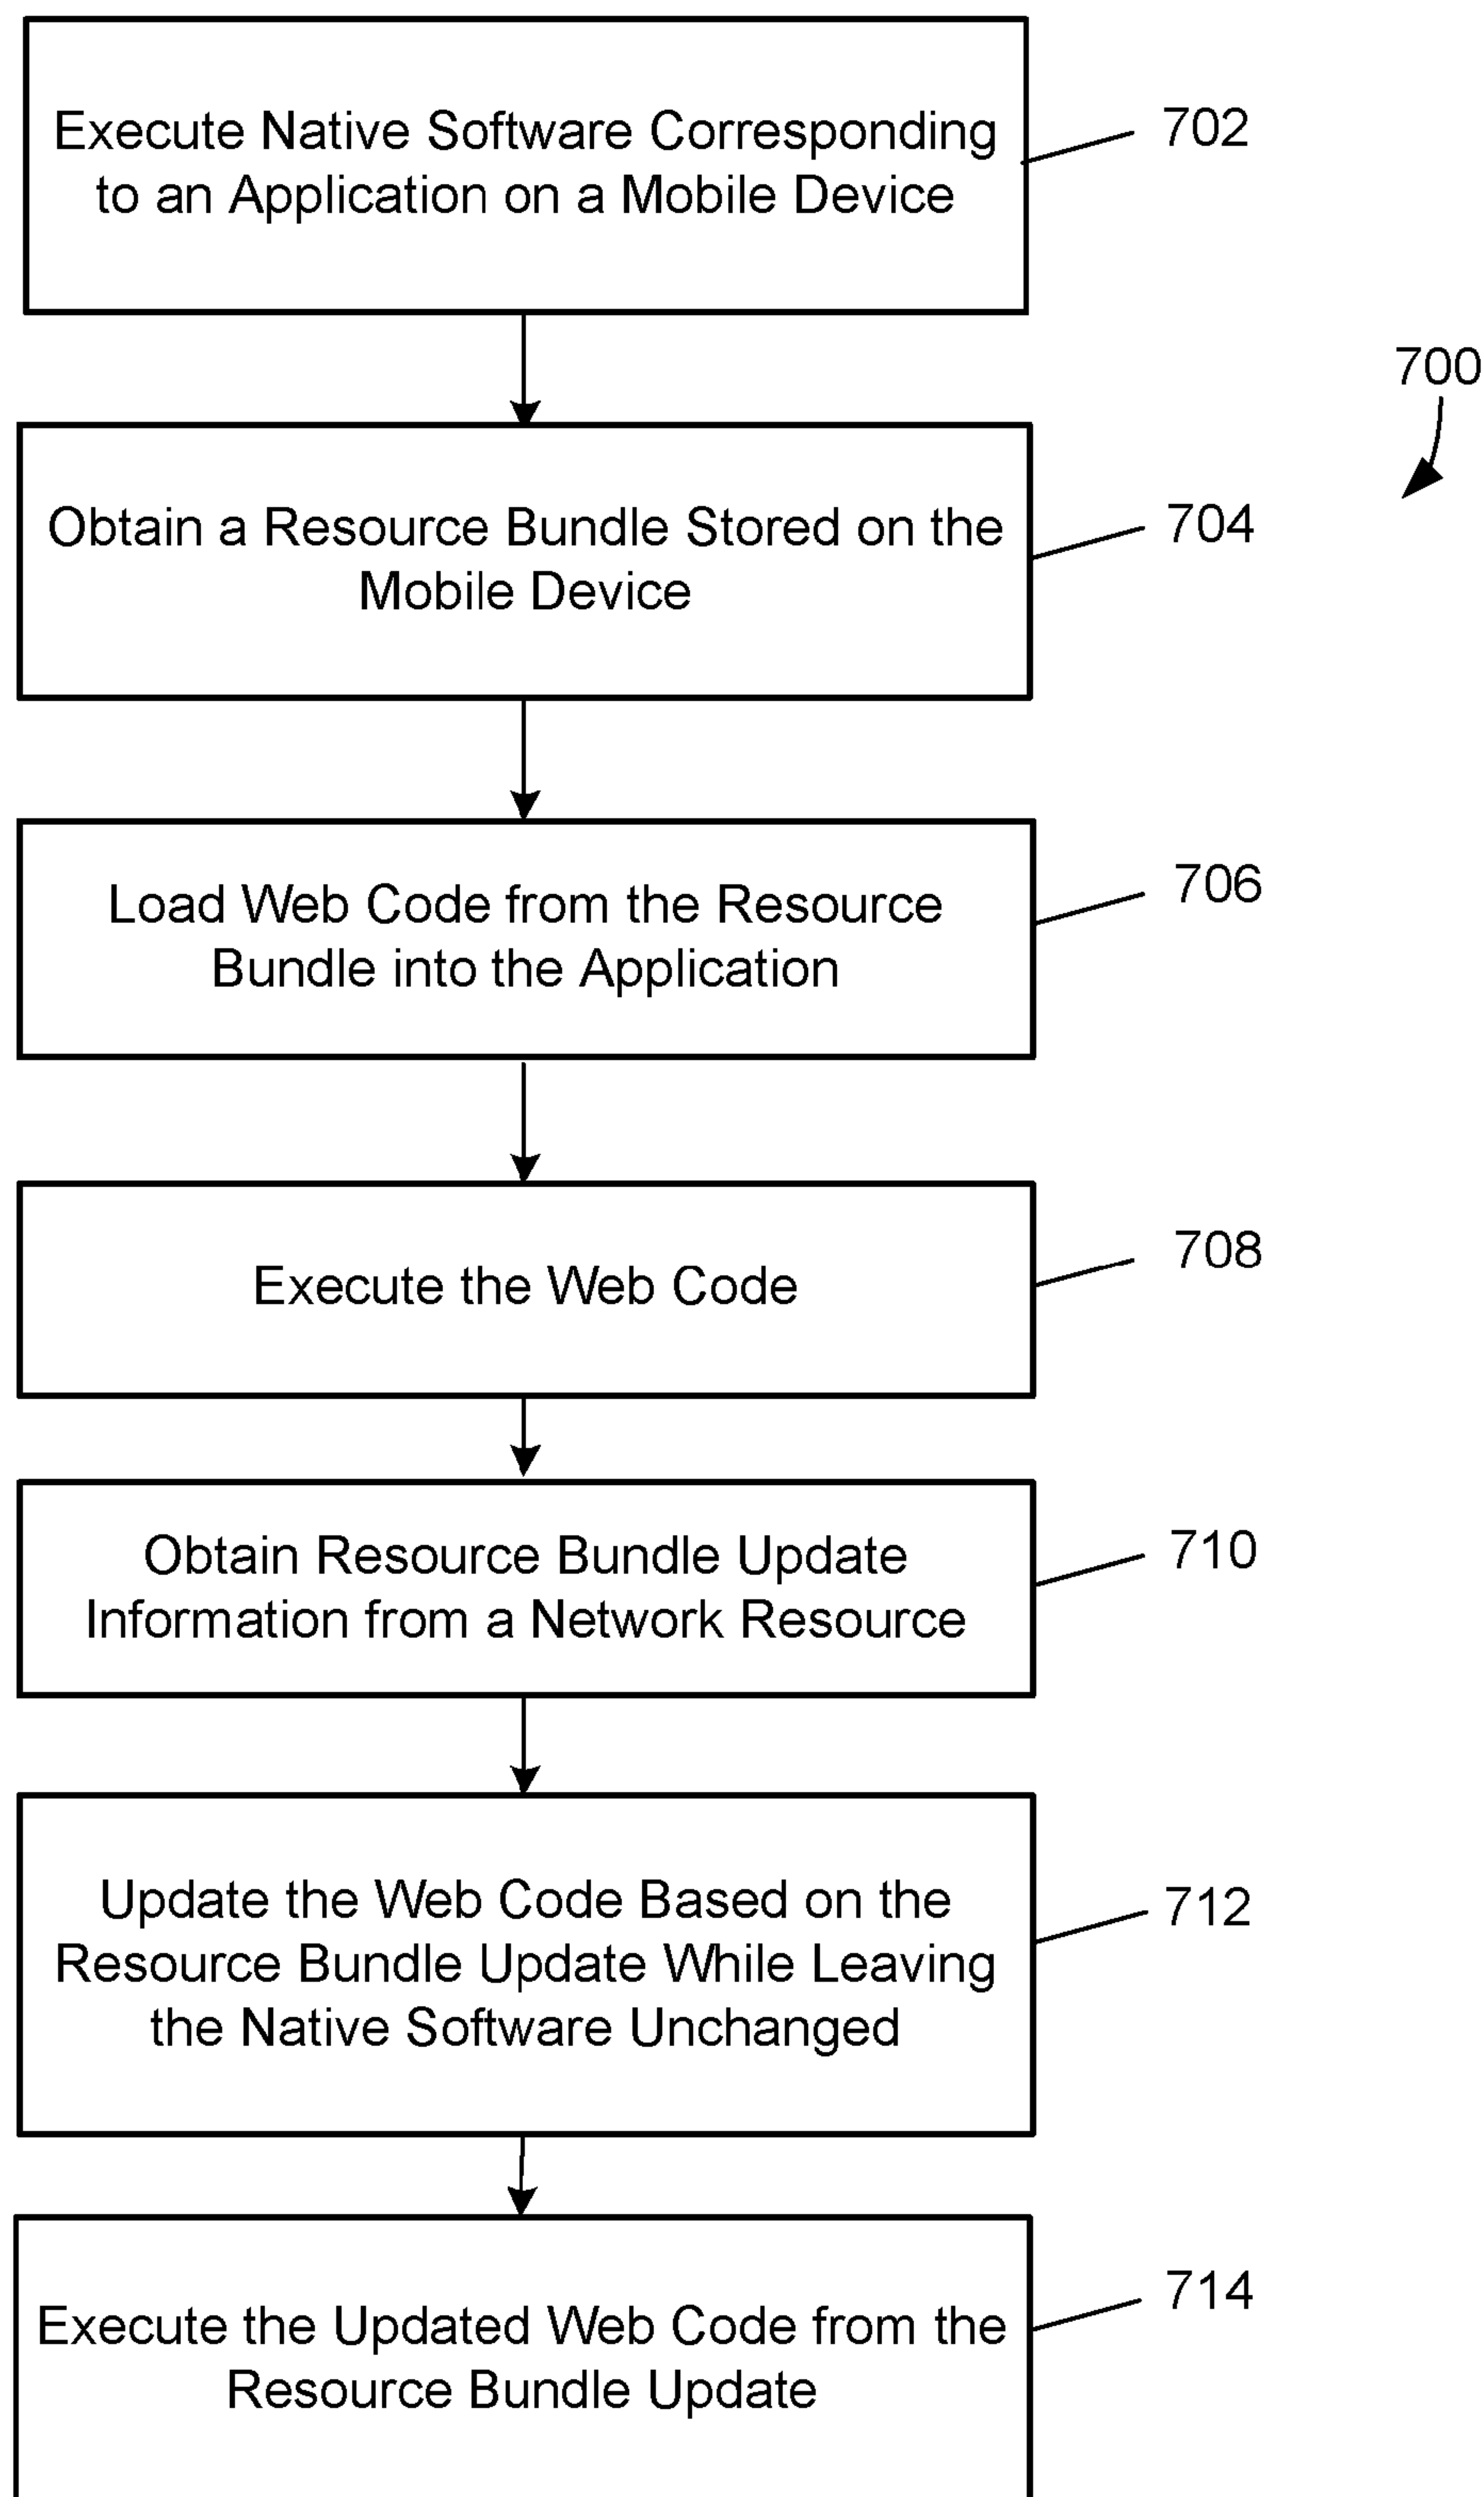 Execute Native Software Corresponding
to an Application on a Mobile Device
702
700
Obtain a Resource Bundle Stored on the
Mobile Device
704
Load Web Code from the Resource
Bundle into the Application
706
Execute the Web Code
708
Obtain Resource Bundle Update
Information from a Network Resource
710
Update the Web Code Based on the
Resource Bundle Update While Leaving
the Native Software Unchanged
712
Execute the Updated Web Code from the
Resource Bundle Update
714